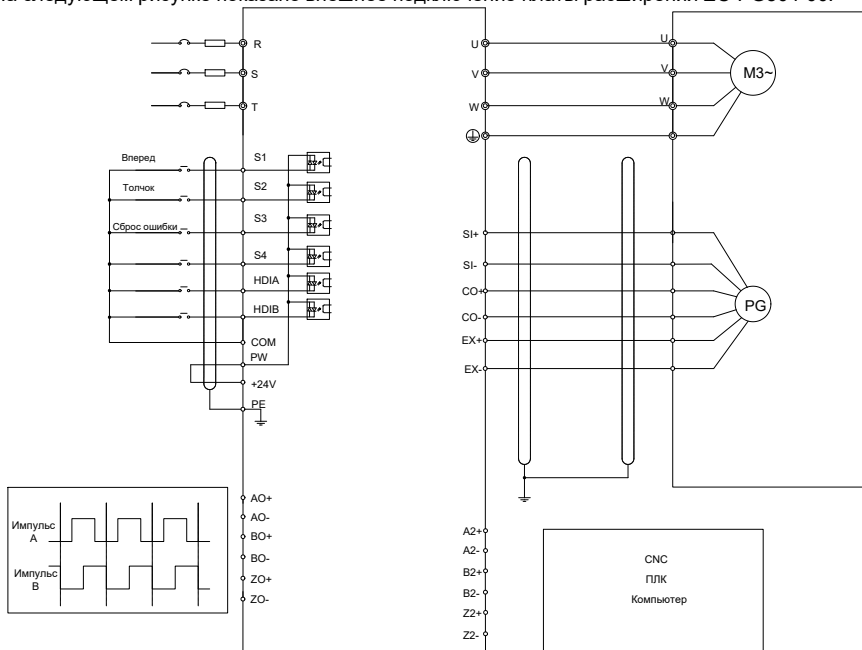 R
S
T
U
V
W
U
V
W
M3~
Вперед
Толчок
Сброс ошибки
S1
S2
S3
S4
HDIA
HDIB
COM
PW
+24V
PE
SI+
SI-
CO+
CO-
EX+
EX-
PG
Импульс
A
Импульс
B
AO+
AO-
BO+
BO-
ZO+
ZO-
A2+
A2-
B2+
B2-
Z2+
Z2-
CNC
ПЛК
Компьютер